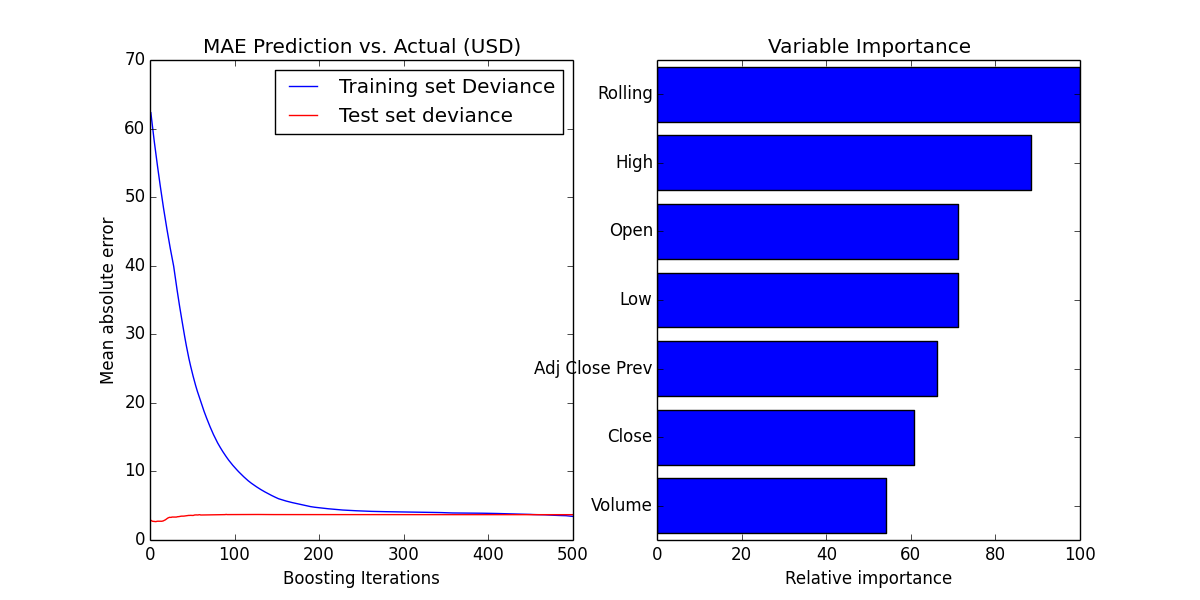 MAE Prediction vs. Actual (USD)
Training set Deviance
Test set deviance
Mean absolute error
70
60
50
40
30
20
10
0
0 100 200 300 400 500
Boosting Iterations
Variable Importance
Rolling
High
Open
Low
Adj Close Prev
Close
Volume
0 20 40 60 80 100
Relative importance